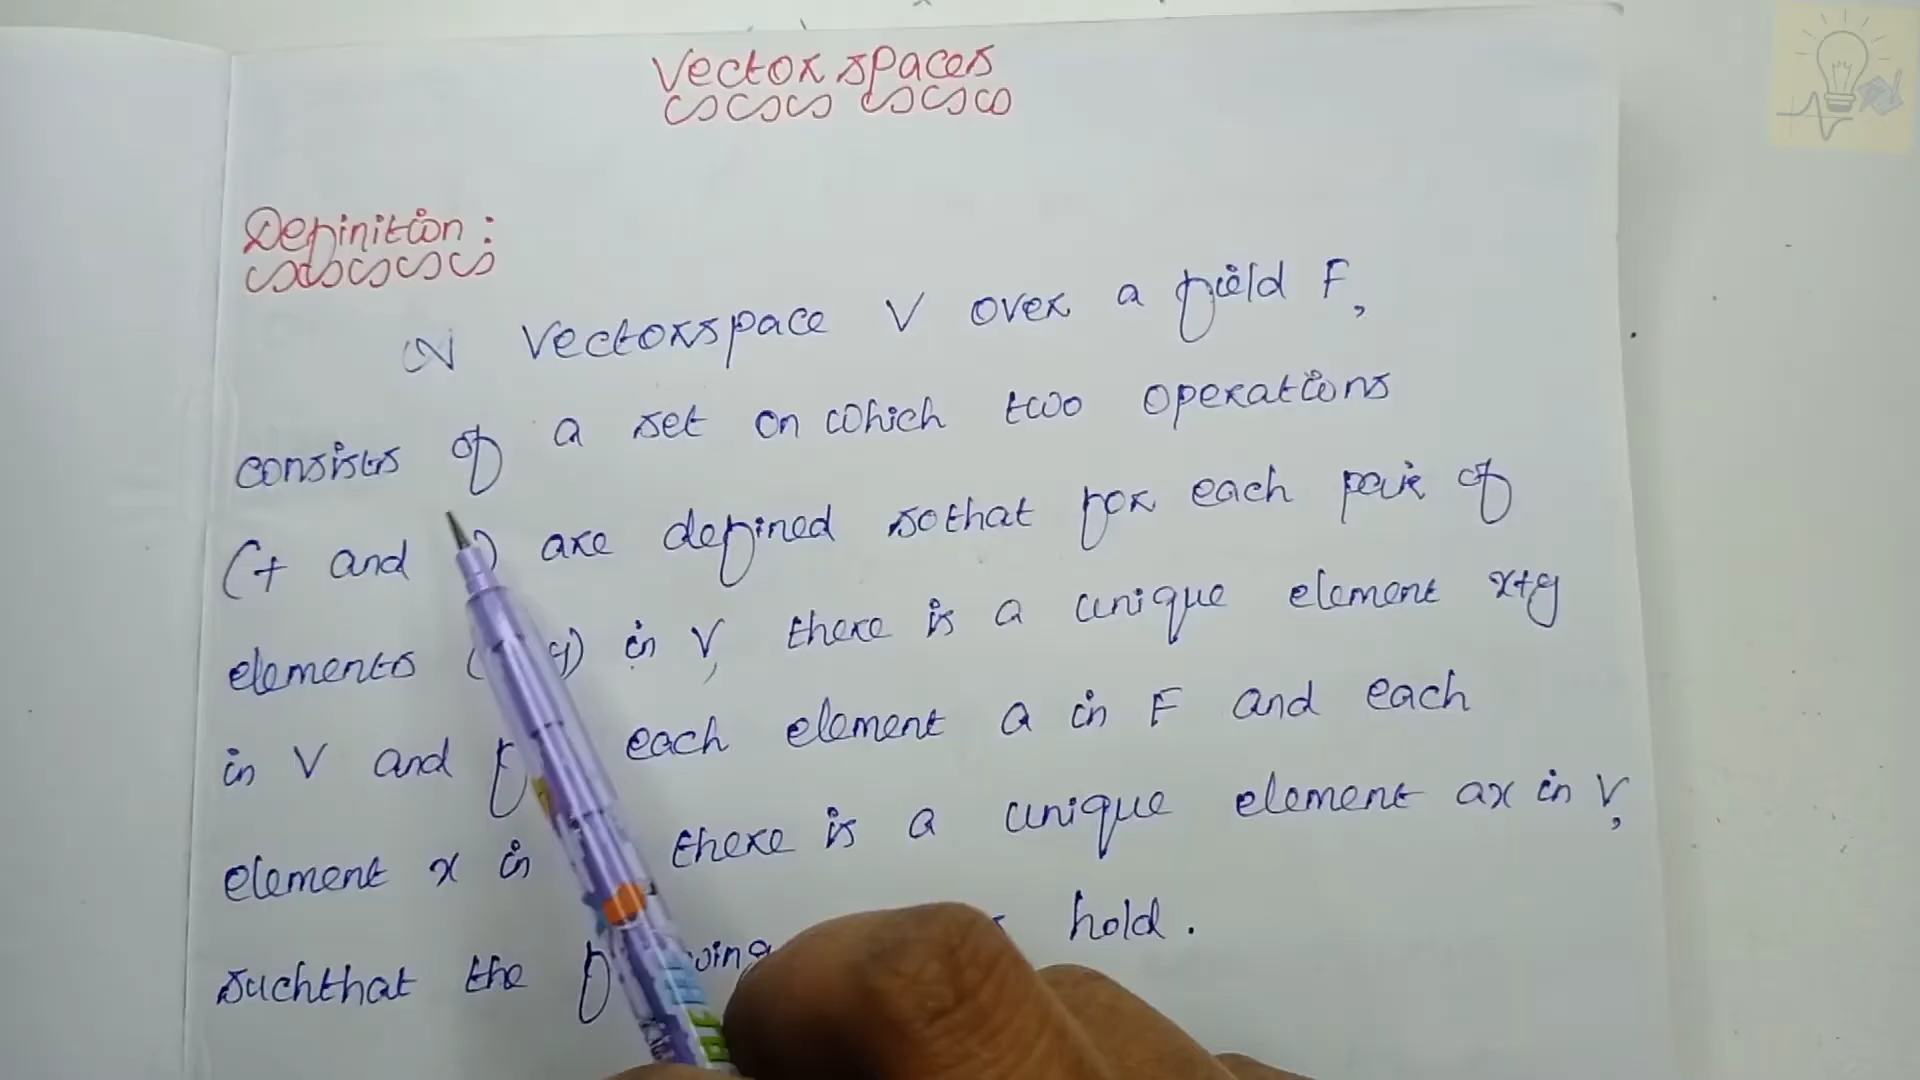 Vector spaces
Definition:
A Vectorspace V over a field F,
consists of a set on which two operations
(+ and ) are defined sothat for each pair of
elements ( y) in V, there is a unique element x+y
in V and each element a in F and each
element x in there is a unique element ax in V,
suchthat the hold.